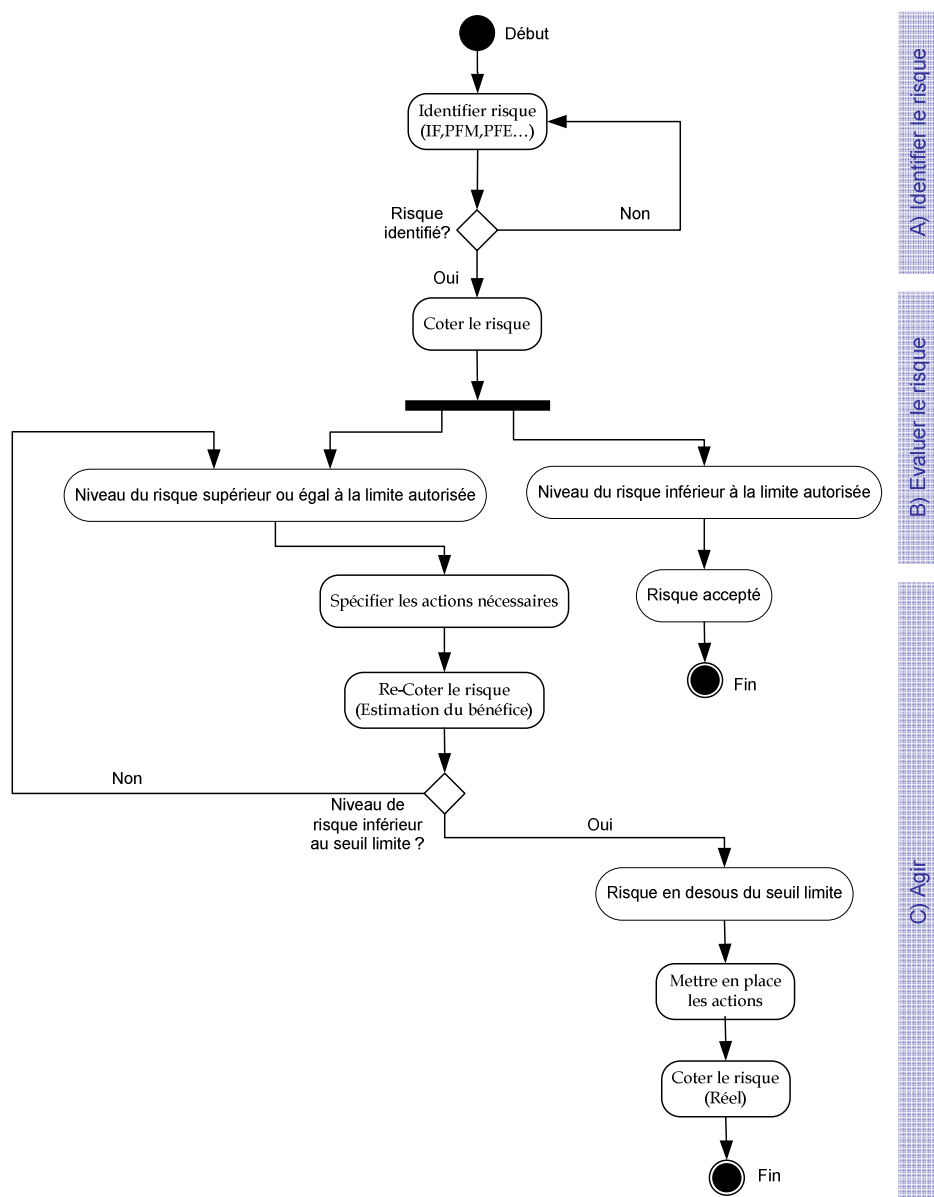 Début
Identifier risque
(IF,PFM,PFE…)
Risque
identifié?
Non
Oui
Coter le risque
Niveau du risque supérieur ou égal à la limite autorisée
Niveau du risque inférieur à la limite autorisée
Spécifier les actions nécessaires
Risque accepté
Re-Coter le risque
(Estimation du bénéfice)
Fin
Non
Niveau de
risque inférieur
au seuil limite ?
Oui
Risque en desous du seuil limite
Mettre en place
les actions
Coter le risque
(Réel)
Fin
A) Identifier le risque
B) Evaluer le risque
C) Agir